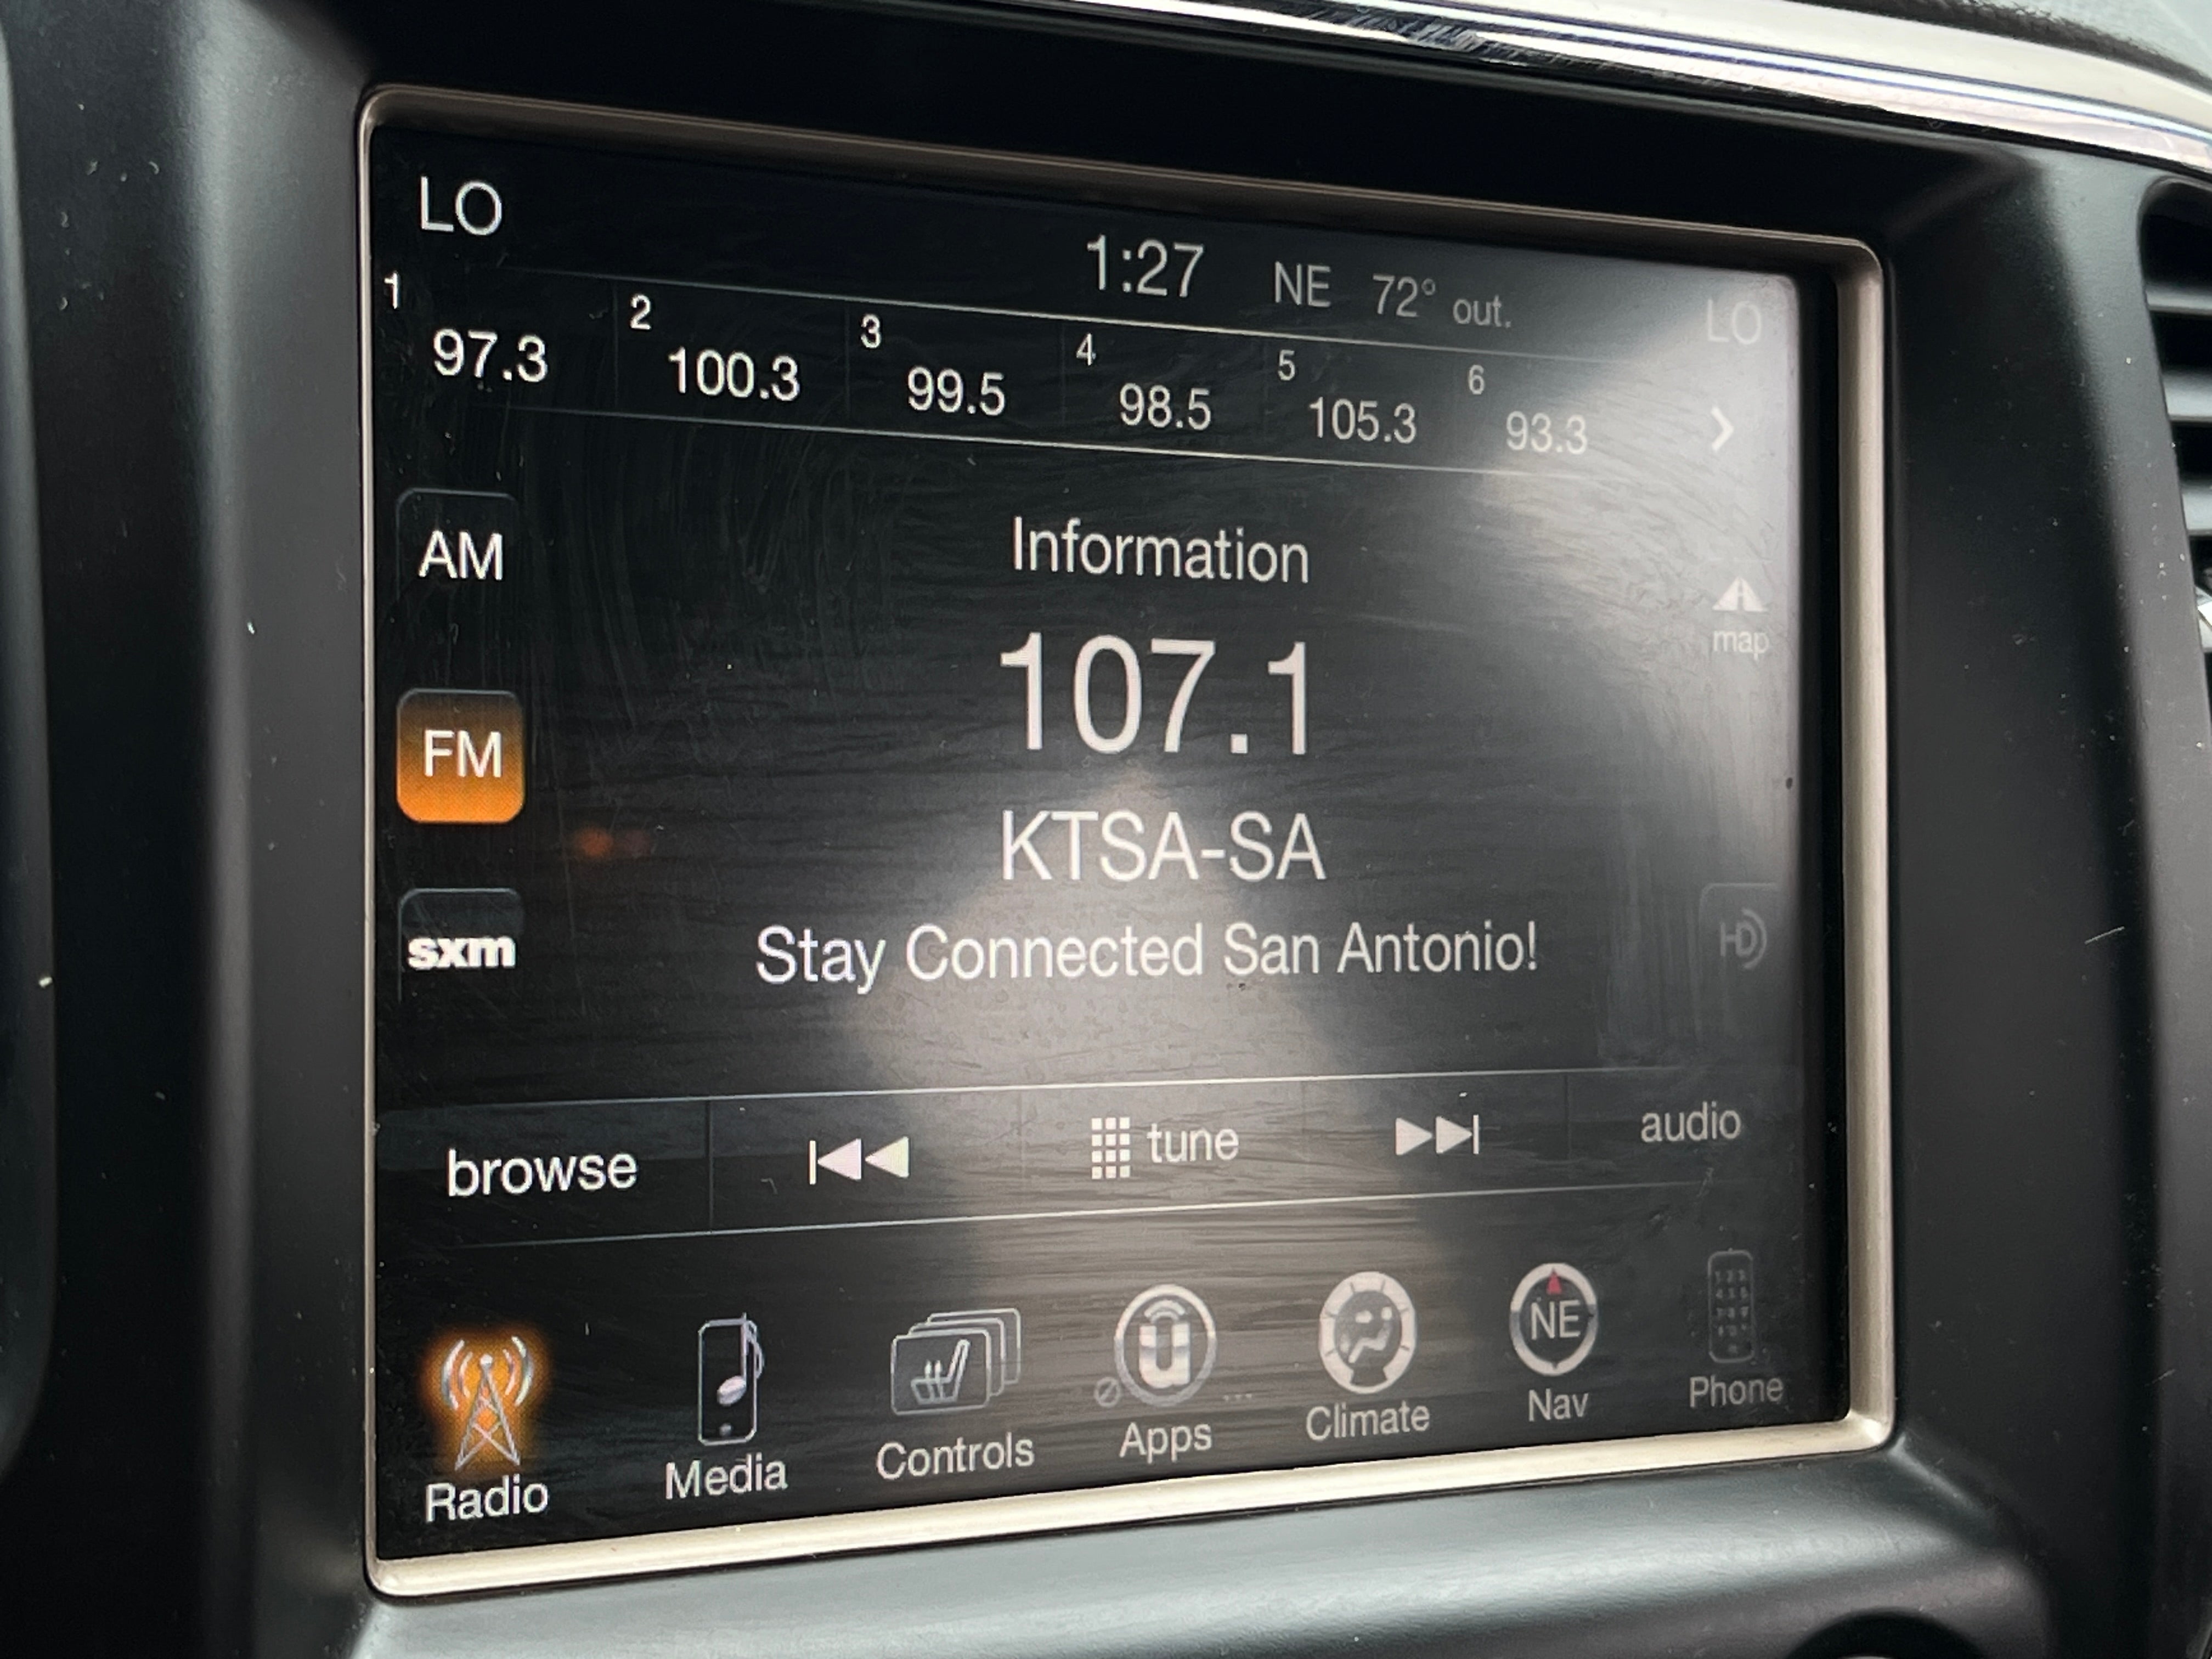 LO
1:27 NE 72° out. LO
1 2 3 4 5 6
97.3 100.3 99.5 98.5 105.3 93.3
AM
Information
107.1
map
FM
KTSA-SA
sxm
Stay Connected San Antonio!
HD
browse tune audio
NE
Radio Media Controls Apps Climate Nav Phone